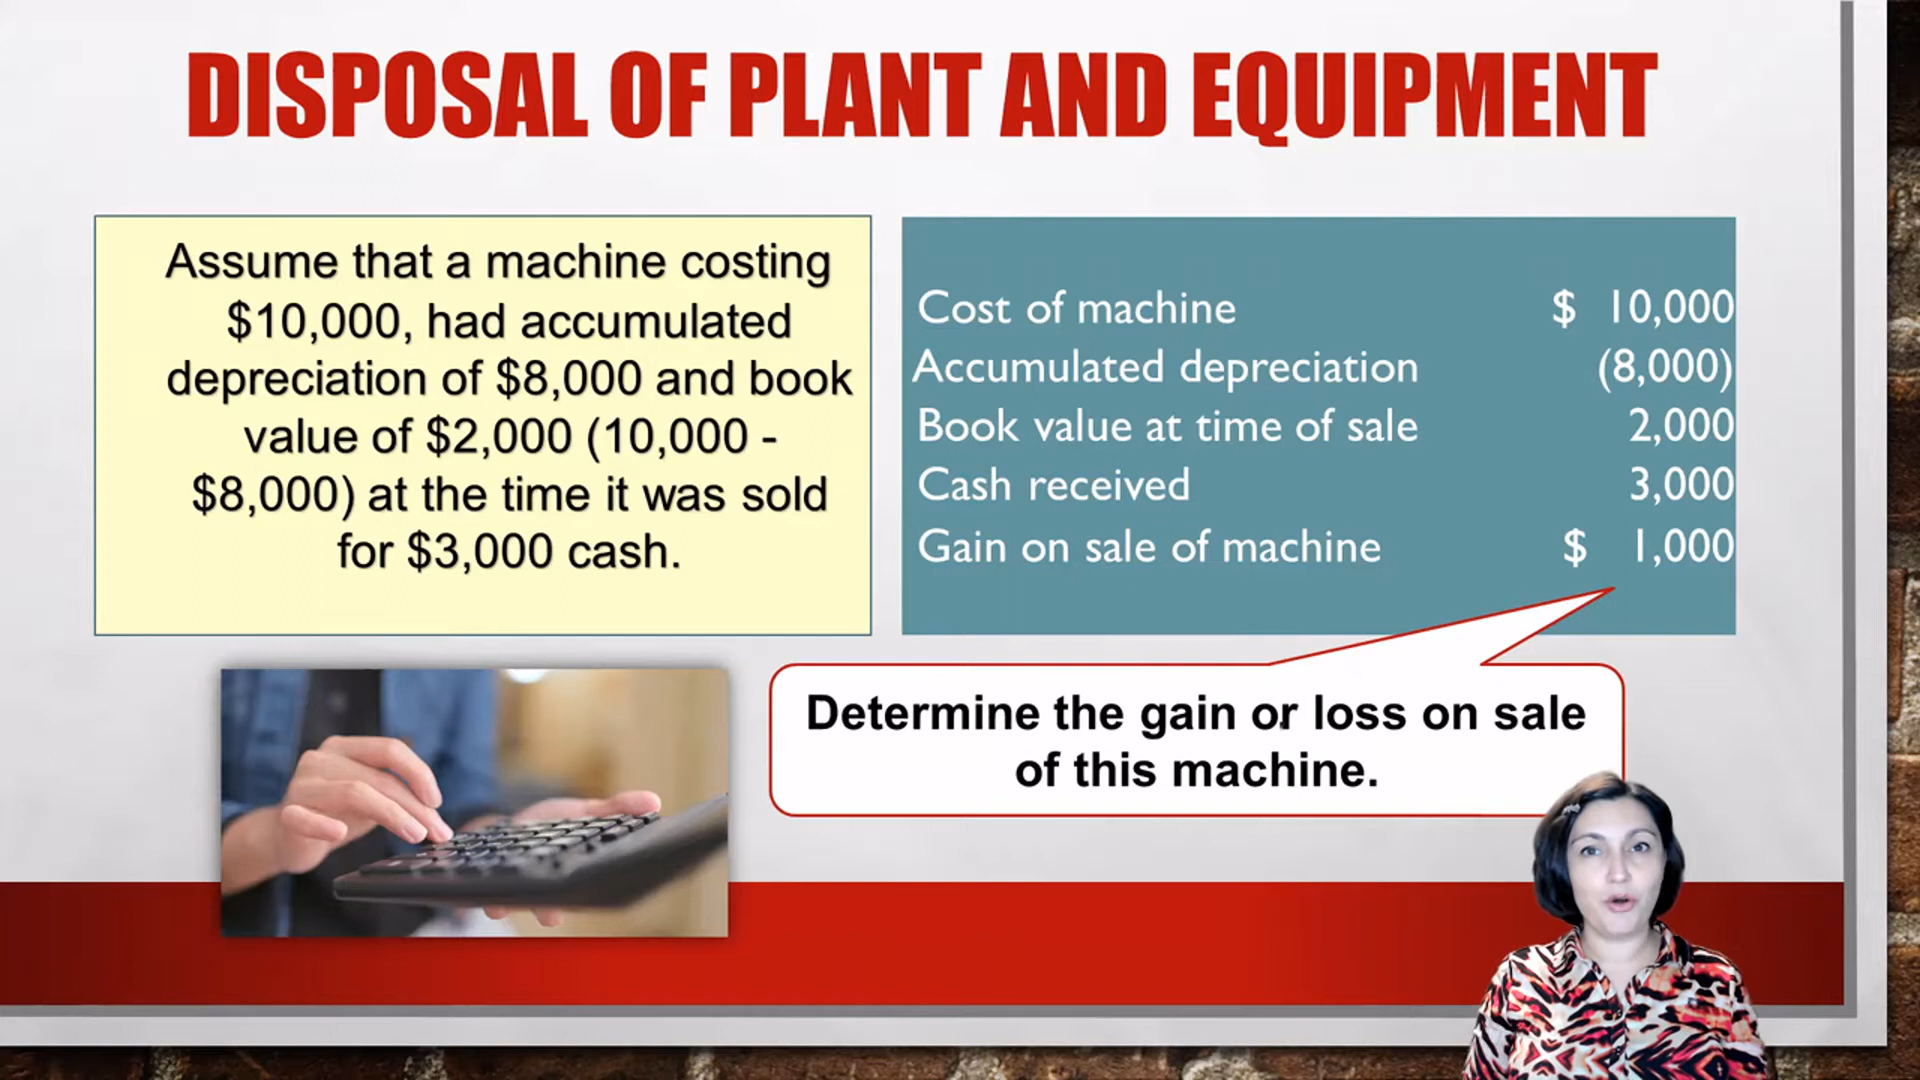 DISPOSAL OF PLANT AND EQUIPMENT
Assume that a machine costing
$10,000, had accumulated
depreciation of $8,000 and book
value of $2,000 (10,000 -
$8,000) at the time it was sold
for $3,000 cash.
Cost of machine $ 10,000
Accumulated depreciation (8,000)
Book value at time of sale 2,000
Cash received 3,000
Gain on sale of machine $ 1,000
Determine the gain or loss on sale
of this machine.